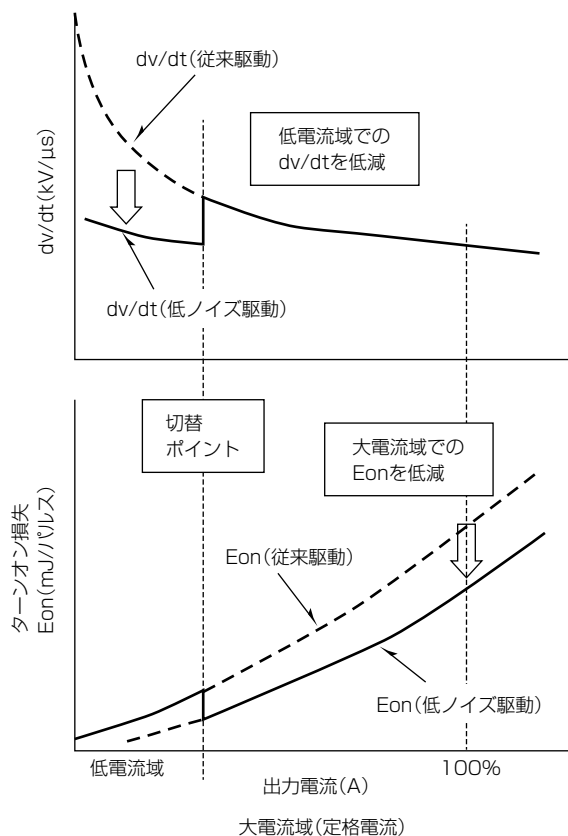 dv/dt(従来駆動)
低電流域での
dv/dtを低減
dv/dt(kV/μs)
dv/dt(低ノイズ駆動)
切替
ポイント
大電流域での
Eonを低減
ターンオン損失
Eon(mJ/パルス)
Eon(従来駆動)
Eon(低ノイズ駆動)
低電流域
100%
出力電流(A)
大電流域(定格電流)